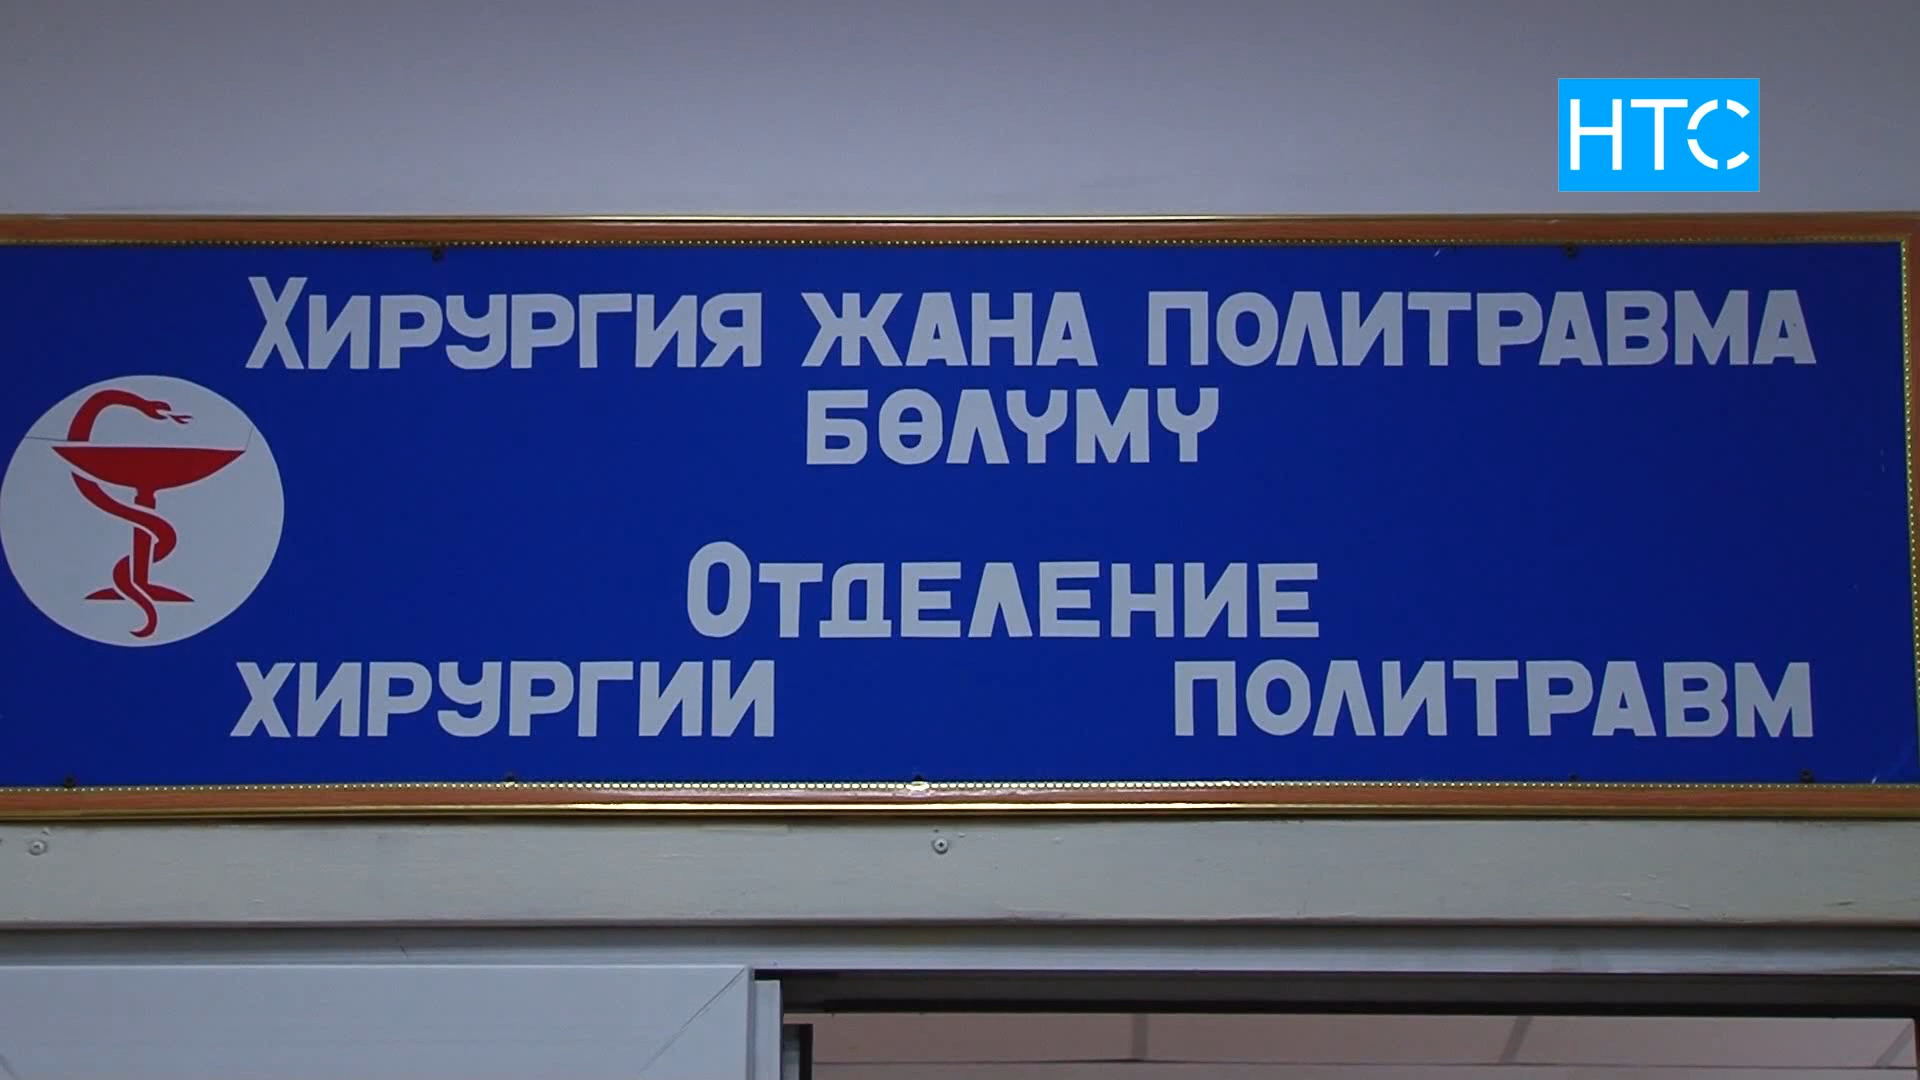 НТС
Хирургия жана политравма
бөлүмү
Отделение
хирургии политравм